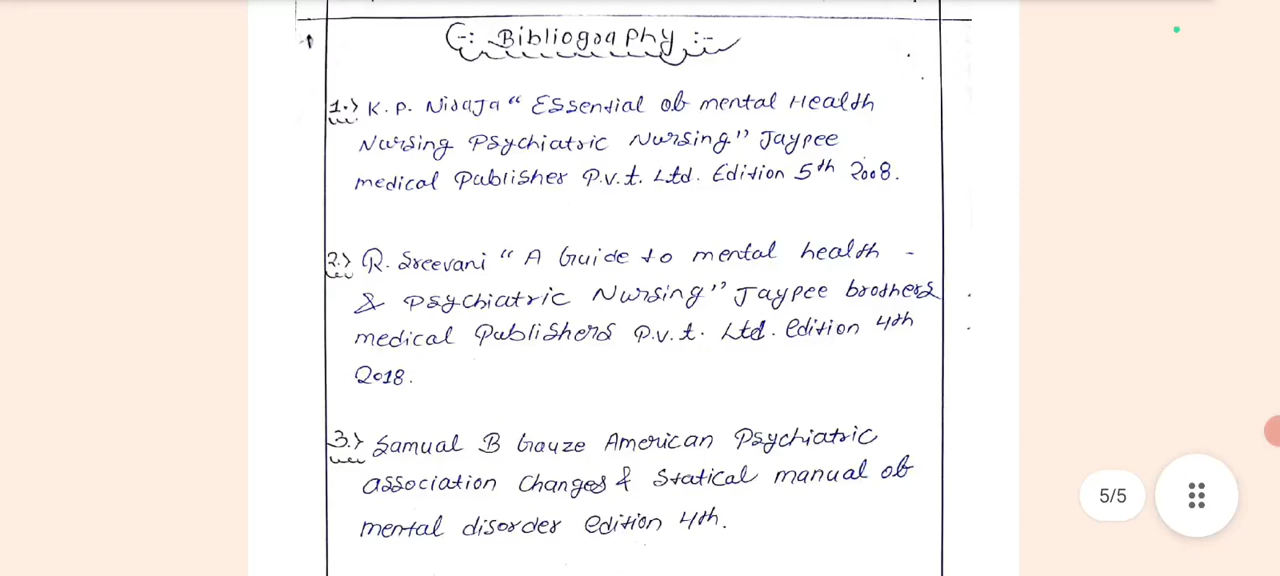 -: Bibliography :-
1.> K. P. Niraja "Essential of mental Health
Nursing Psychiatric Nursing" Jaypee
medical Publisher P.v.t. Ltd. Edition 5th 2008.
2.> R. Sreevani "A Guide to mental health -
& Psychiatric Nursing" Jaypee brothers
medical Publishers P.v.t. Ltd. edition 4th
2018.
3.> Samual B Gauze American Psychiatric
association Changes & Statical manual of
mental disorder edition 4th.
5/5